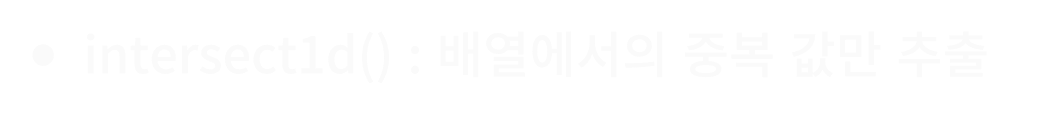 • intersect1d() : 배열에서의 중복 값만 추출